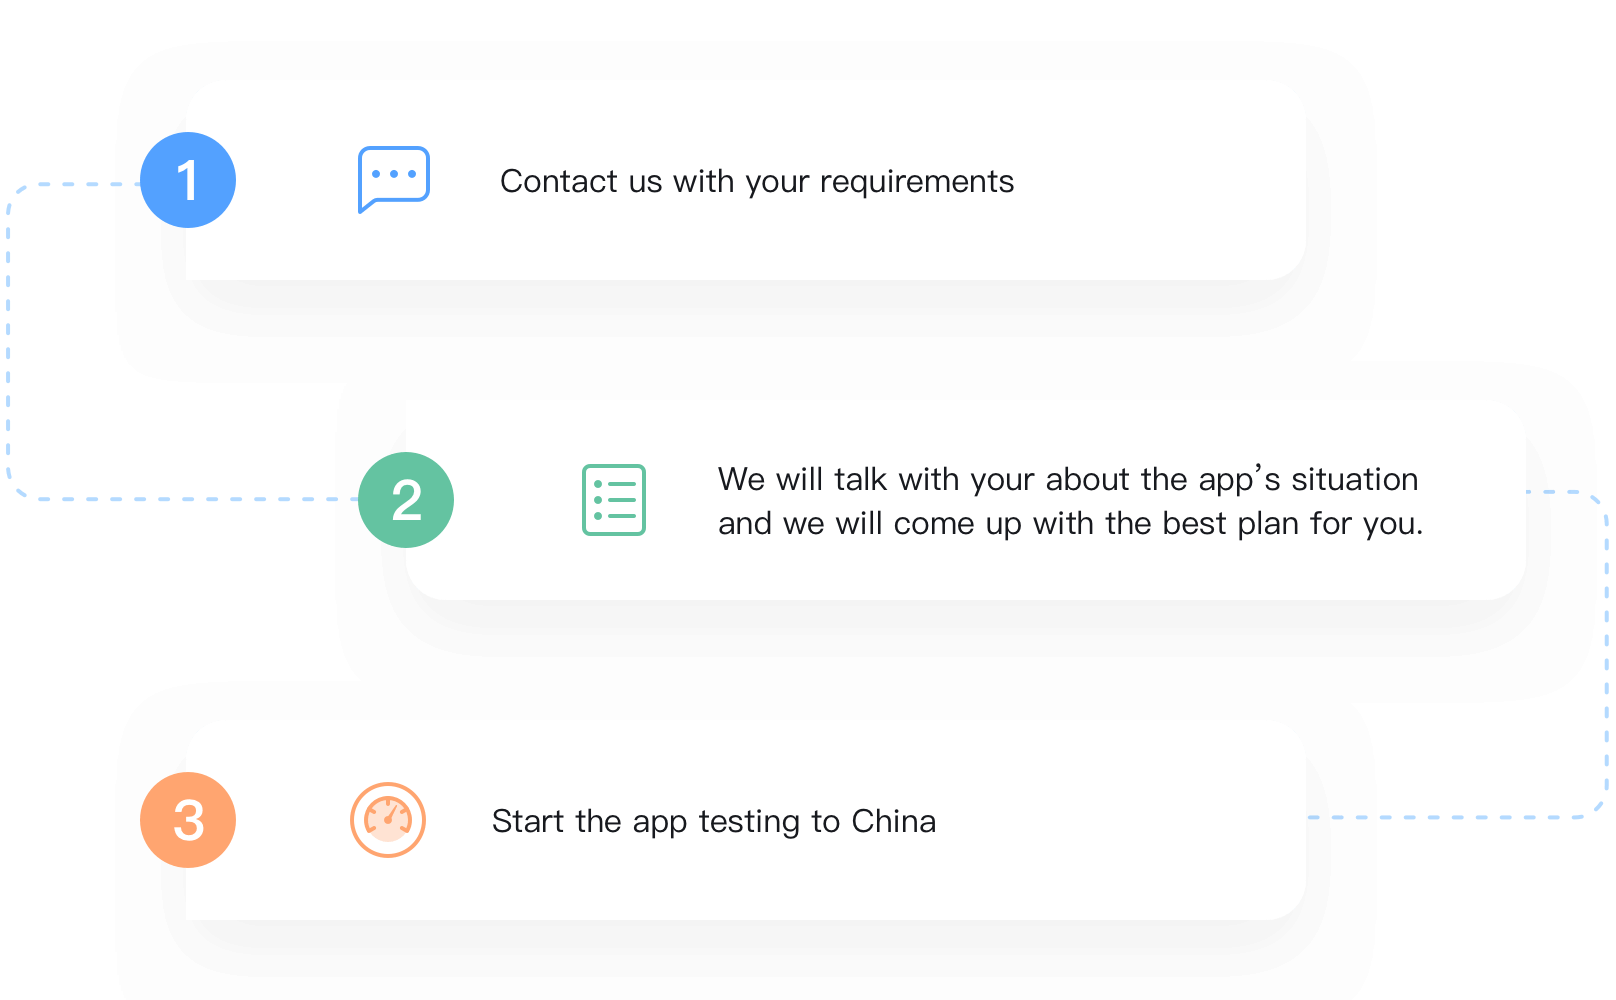 1
Contact us with your requirements
2
We will talk with your about the app’s situation
and we will come up with the best plan for you.
3
Start the app testing to China